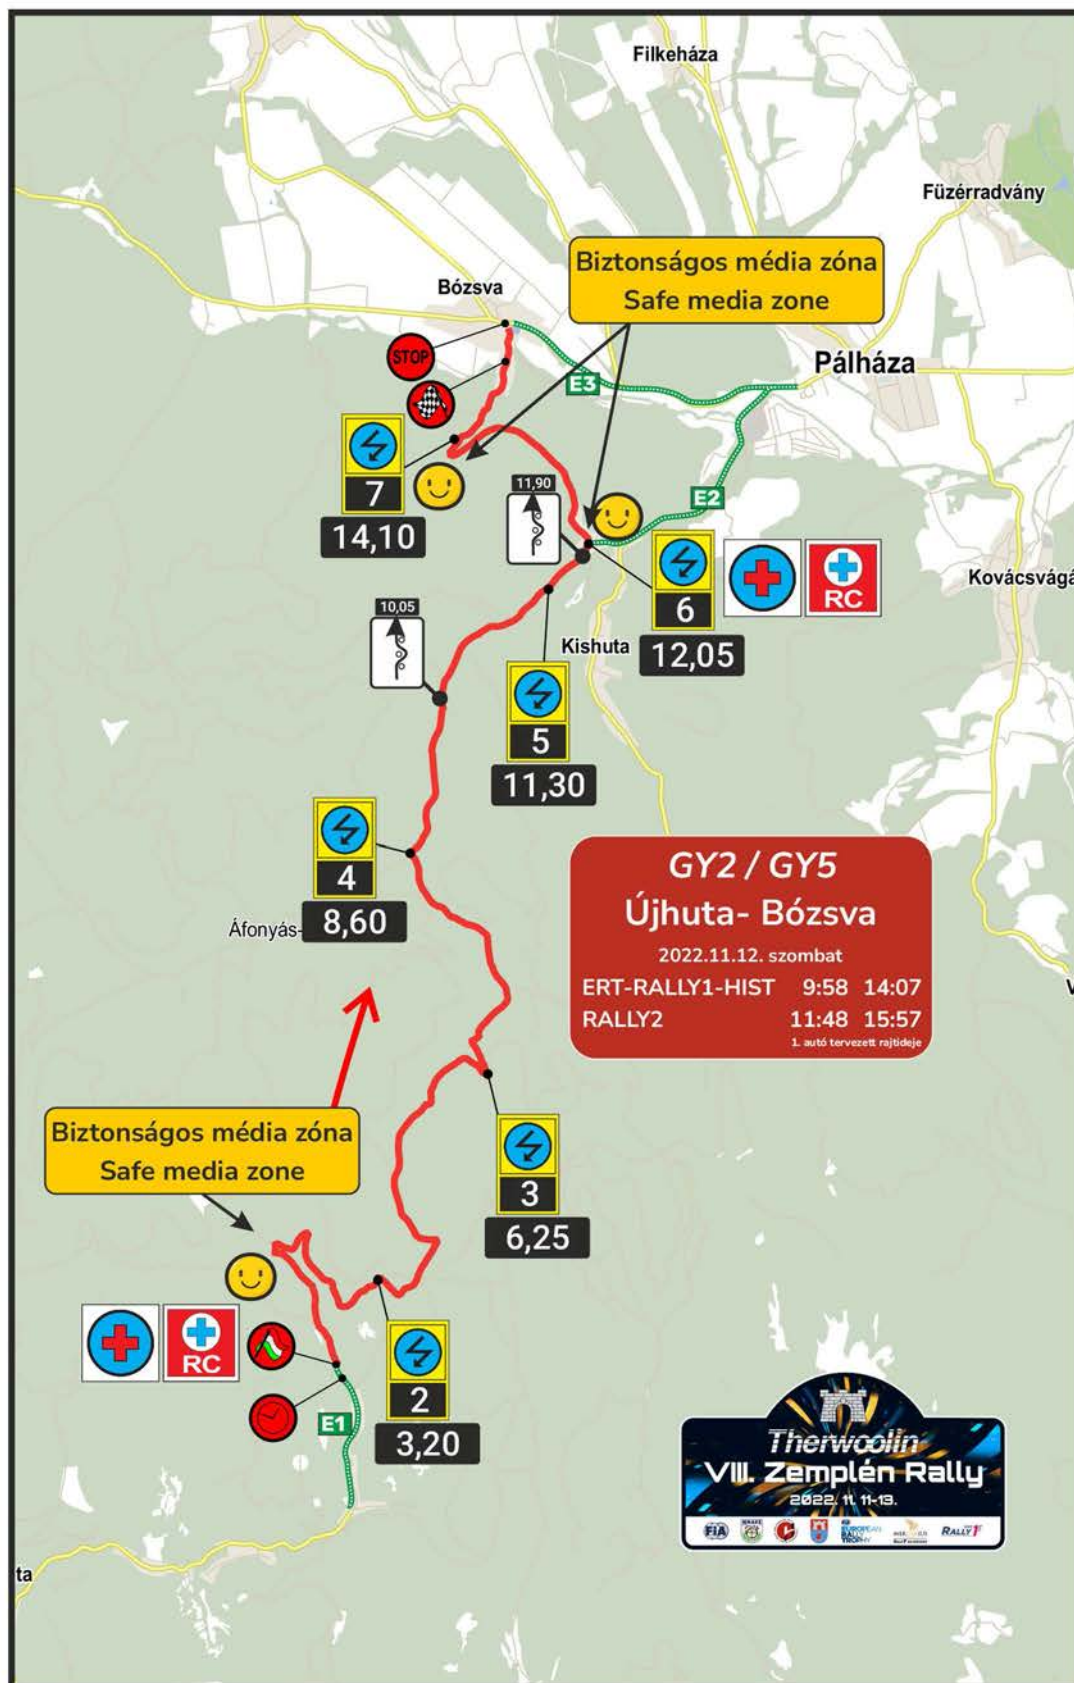 Filkeháza
Füzérradvány
Biztonságos média zóna
Safe media zone
Bózsva
STOP
Pálháza
E3
7
14,10
11,90
E2
6
12,05
RC
Kovácsvágá
10,05
Kishuta
5
11,30
4
8,60
Áfonyás-
GY2 / GY5
Újhuta- Bózsva
2022.11.12. szombat
ERT-RALLY1-HIST 9:58 14:07
RALLY2 11:48 15:57
1. autó tervezett rajtideje
V
Biztonságos média zóna
Safe media zone
3
6,25
RC
2
3,20
E1
Therwoolin
VIII. Zemplén Rally
2022. 11. 11-13.
FIA
EUROPEAN
RALLY
TROPHY
RALLY1
ta